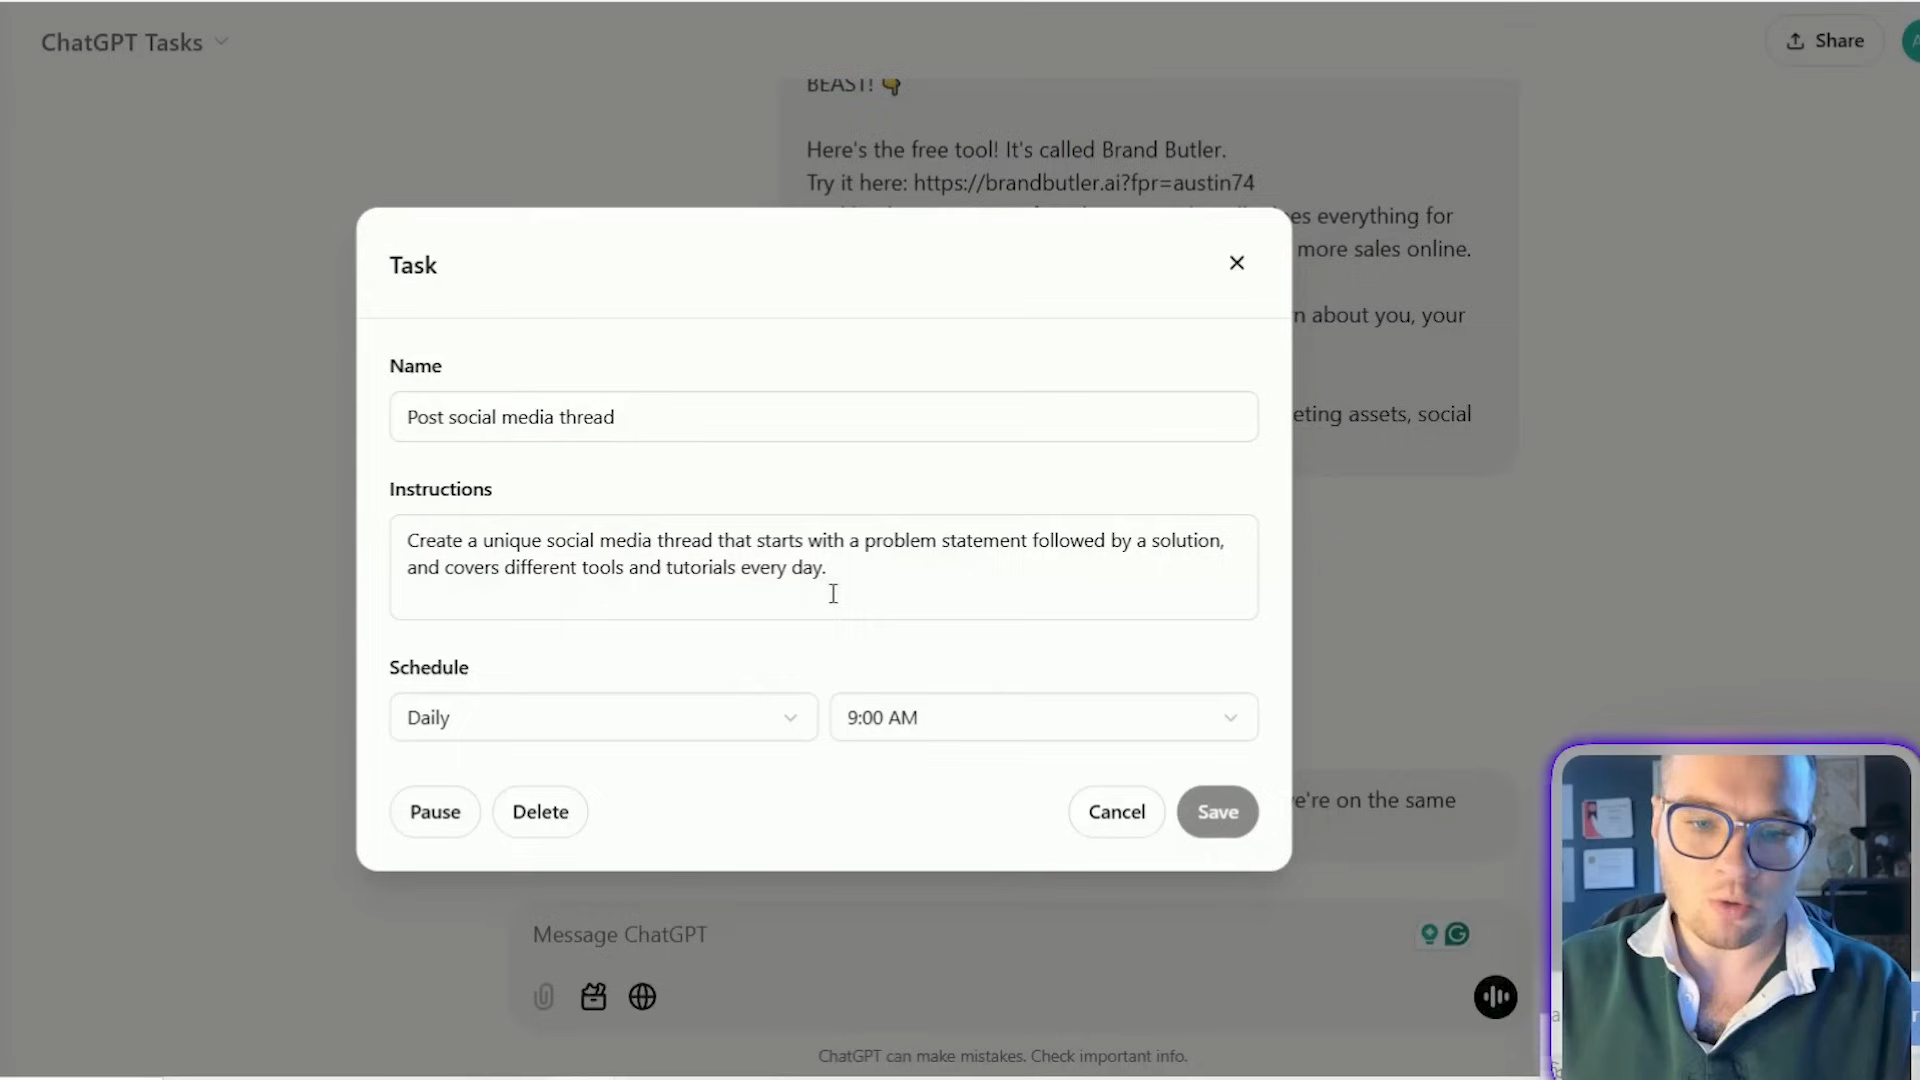 ChatGPT Tasks
Share
BEAST! 👇
Here's the free tool! It's called Brand Butler.
Try it here: https://brandbutler.ai?fpr=austin74
es everything for
more sales online.
n about you, your
eting assets, social
Task
Name
Post social media thread
Instructions
Create a unique social media thread that starts with a problem statement followed by a solution,
and covers different tools and tutorials every day.
Schedule
Daily
9:00 AM
Pause
Delete
Cancel
Save
e're on the same
Message ChatGPT
ChatGPT can make mistakes. Check important info.